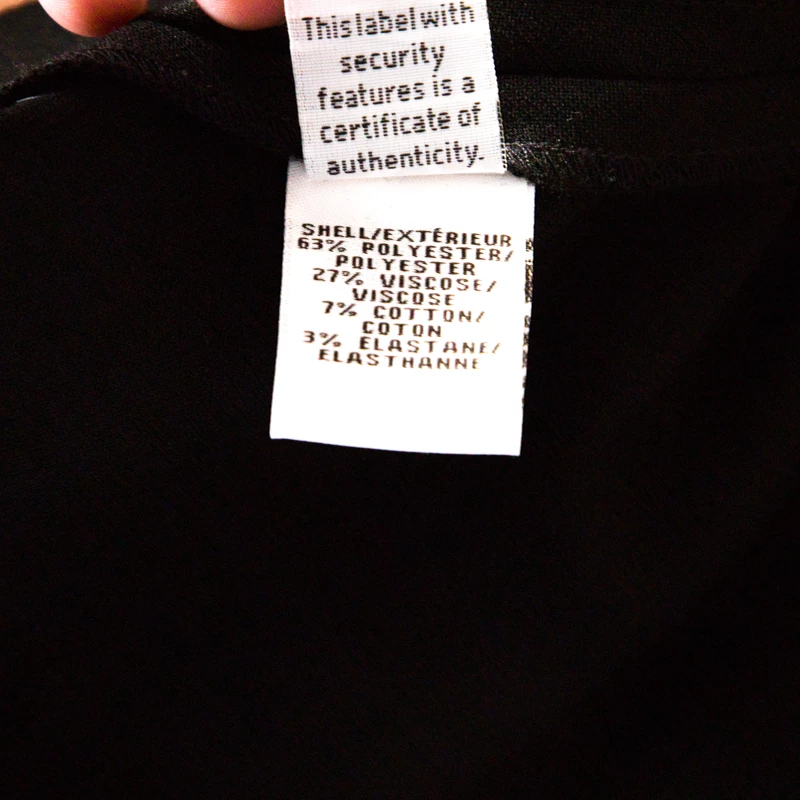 This label with
security
features is a
certificate of
authenticity.
SHELL/EXTÉRIEUR
63% POLYESTER/
POLYESTER
27% VISCOSE/
VISCOSE
7% COTTON/
COTON
3% ELASTANE/
ELASTHANNE